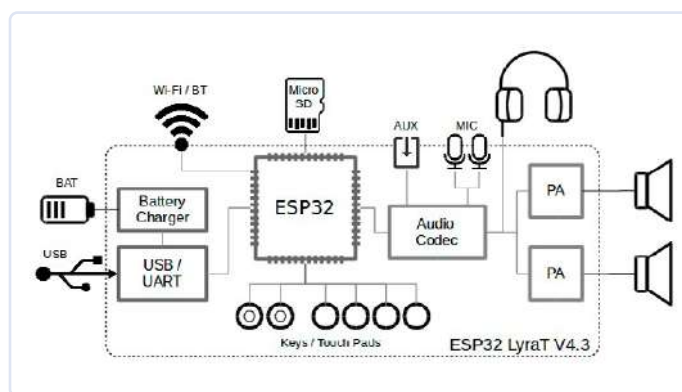 Wi-Fi / BT
Micro
SD
AUX
MIC
BAT
Battery
Charger
ESP32
Audio
Codec
PA
USB
USB /
UART
PA
Keys / Touch Pads
ESP32 LyraT V4.3